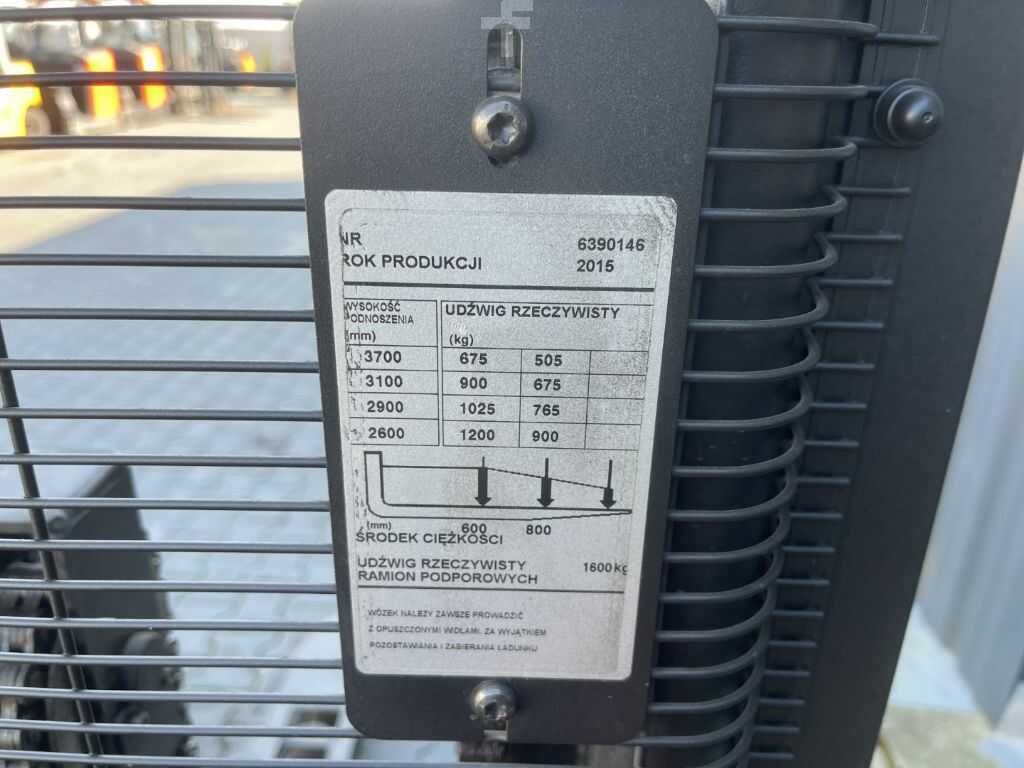 NR 6390146
ROK PRODUKCJI 2015
WYSOKOŚĆ UDŹWIG RZECZYWISTY
PODNOSZENIA
(mm) (kg)
3700 675 505
3100 900 675
2900 1025 765
2600 1200 900
(mm) 600 800
ŚRODEK CIĘŻKOŚCI
UDŹWIG RZECZYWISTY 1600 kg
RAMION PODPOROWYCH
WÓZEK NALEŻY ZAWSZE PROWADZIĆ
Z OPUSZCZONYMI WIDŁAMI, ZA WYJĄTKIEM
POZOSTAWIANIA I ZABIERANIA ŁADUNKU